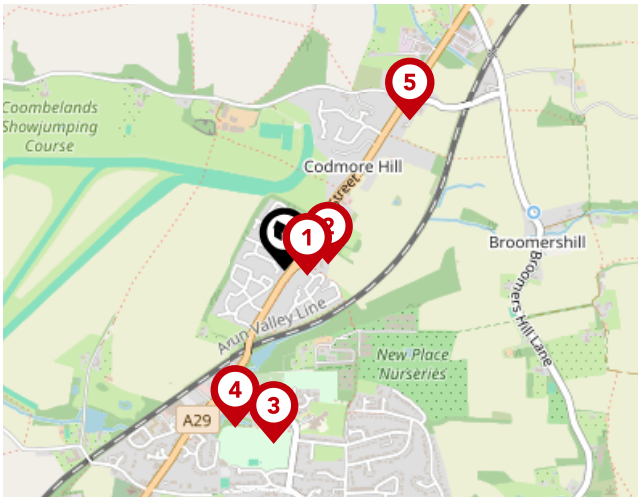 5
Coombelands
Showjumping
Course
Codmore Hill
Street
1
2
Broomershill
Broomers Hill Lane
Arun Valley Line
New Place
Nurseries
4
3
A29